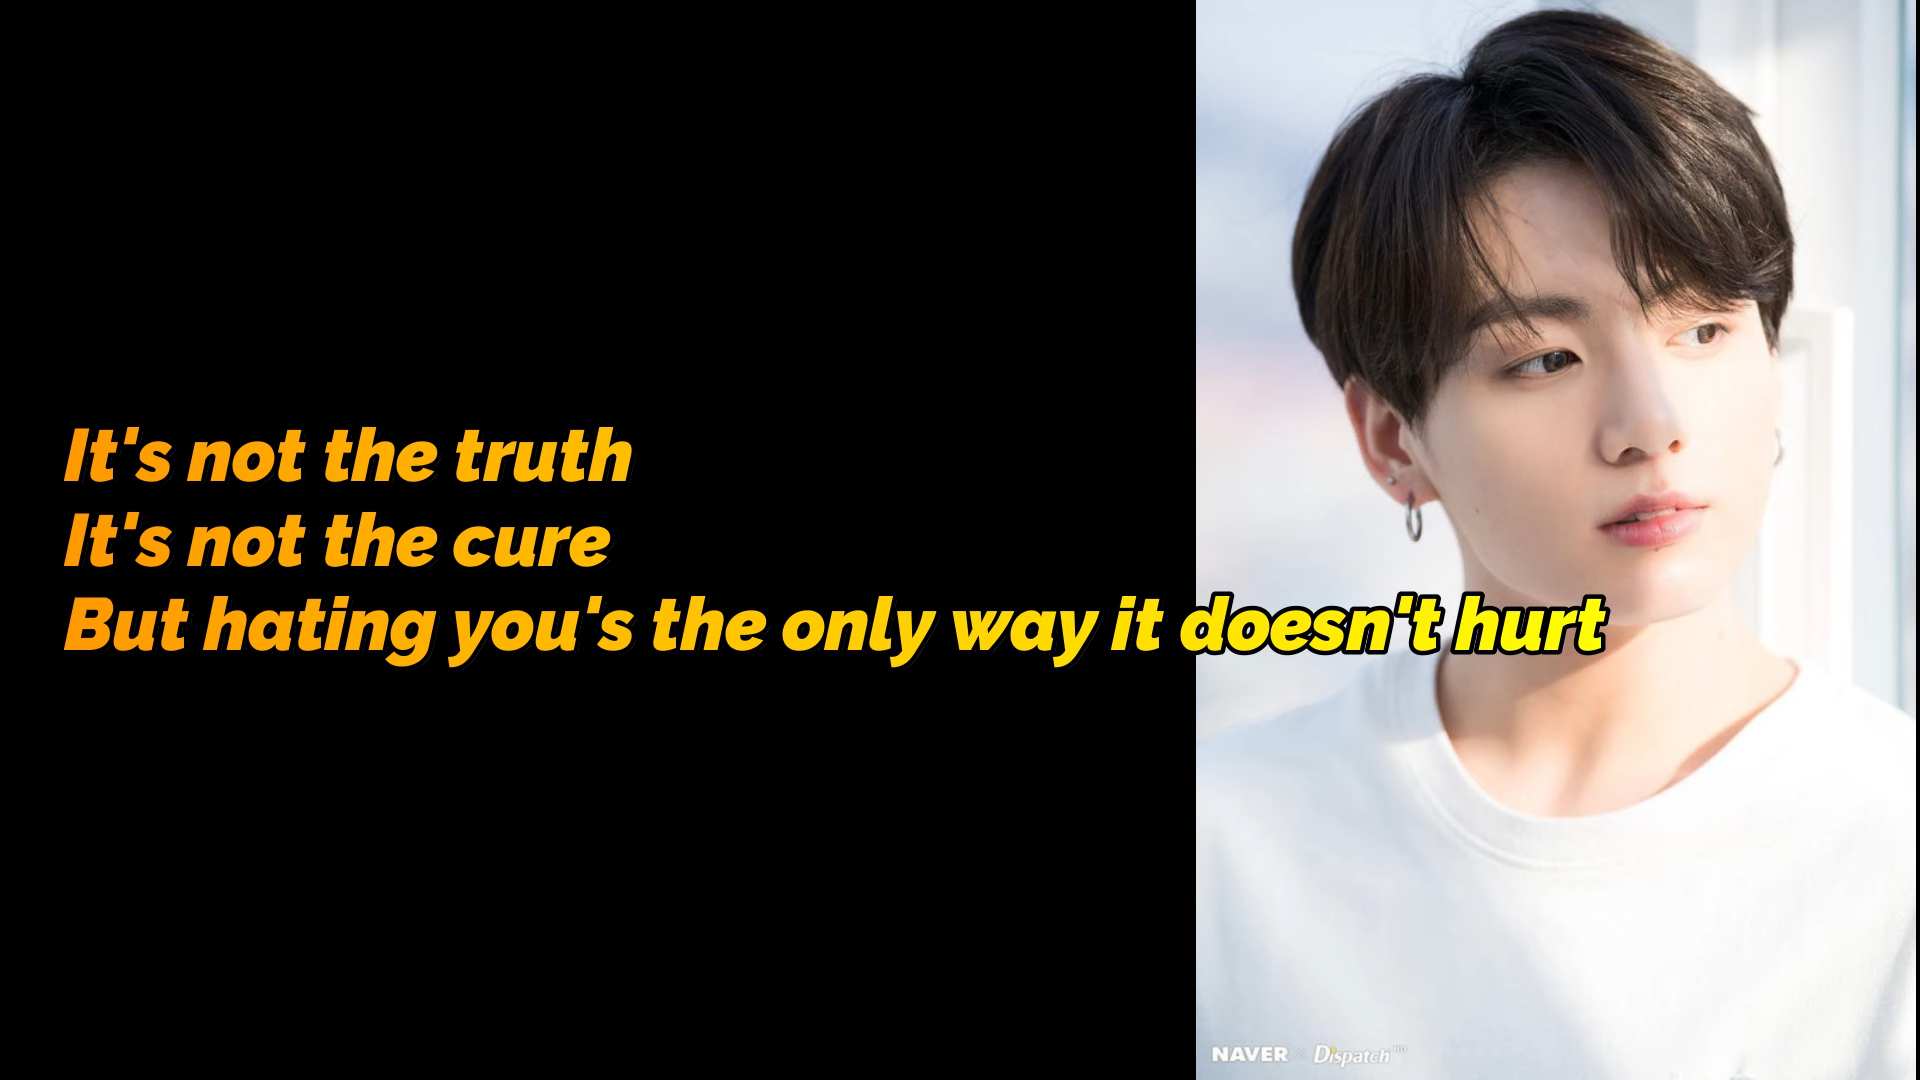 It's not the truth
It's not the cure
But hating you's the only way it doesn't hurt
NAVER × Dispatch HD